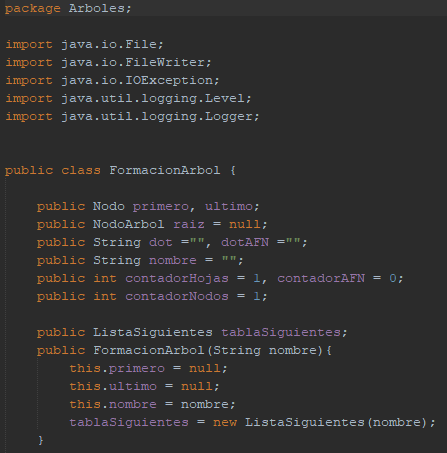 package Arboles;
import java.io.File;
import java.io.FileWriter;
import java.io.IOException;
import java.util.logging.Level;
import java.util.logging.Logger;
public class FormacionArbol {
public Nodo primero, ultimo;
public NodoArbol raiz = null;
public String dot ="", dotAFN ="";
public String nombre = "";
public int contadorHojas = 1, contadorAFN = 0;
public int contadorNodos = 1;
public ListaSiguientes tablaSiguientes;
public FormacionArbol(String nombre){
this.primero = null;
this.ultimo = null;
this.nombre = nombre;
tablaSiguientes = new ListaSiguientes(nombre);
}